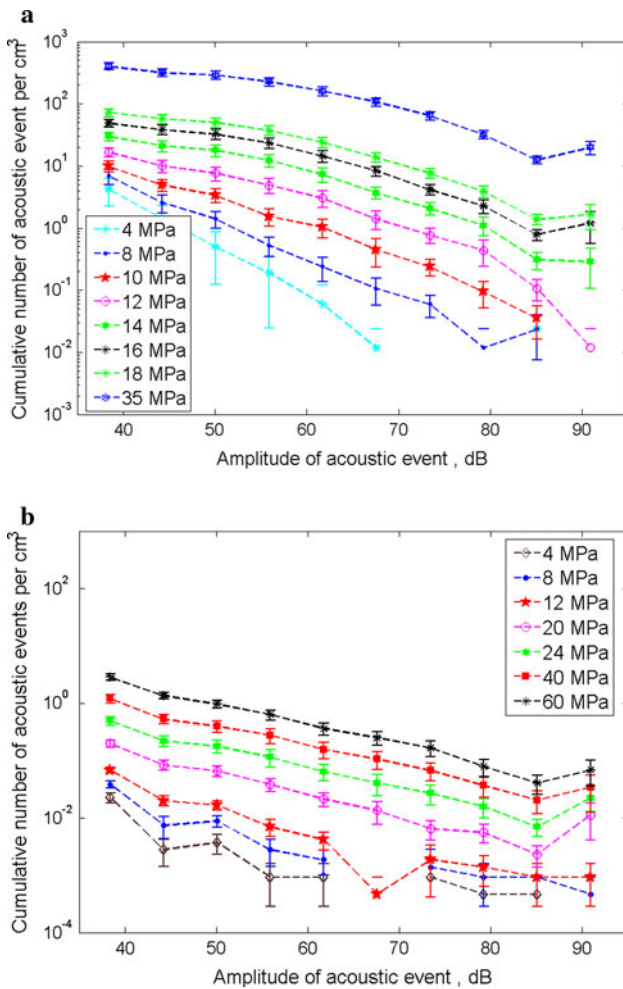 a
10^3
10^2
10^1
10^0
10^-1
10^-2
10^-3
Cumulative number of acoustic event per cm^3
4 MPa
8 MPa
10 MPa
12 MPa
14 MPa
16 MPa
18 MPa
35 MPa
40 50 60 70 80 90
Amplitude of acoustic event , dB
b
10^2
10^0
10^-2
10^-4
Cumulative number of acoustic events per cm^3
4 MPa
8 MPa
12 MPa
20 MPa
24 MPa
40 MPa
60 MPa
40 50 60 70 80 90
Amplitude of acoustic event , dB